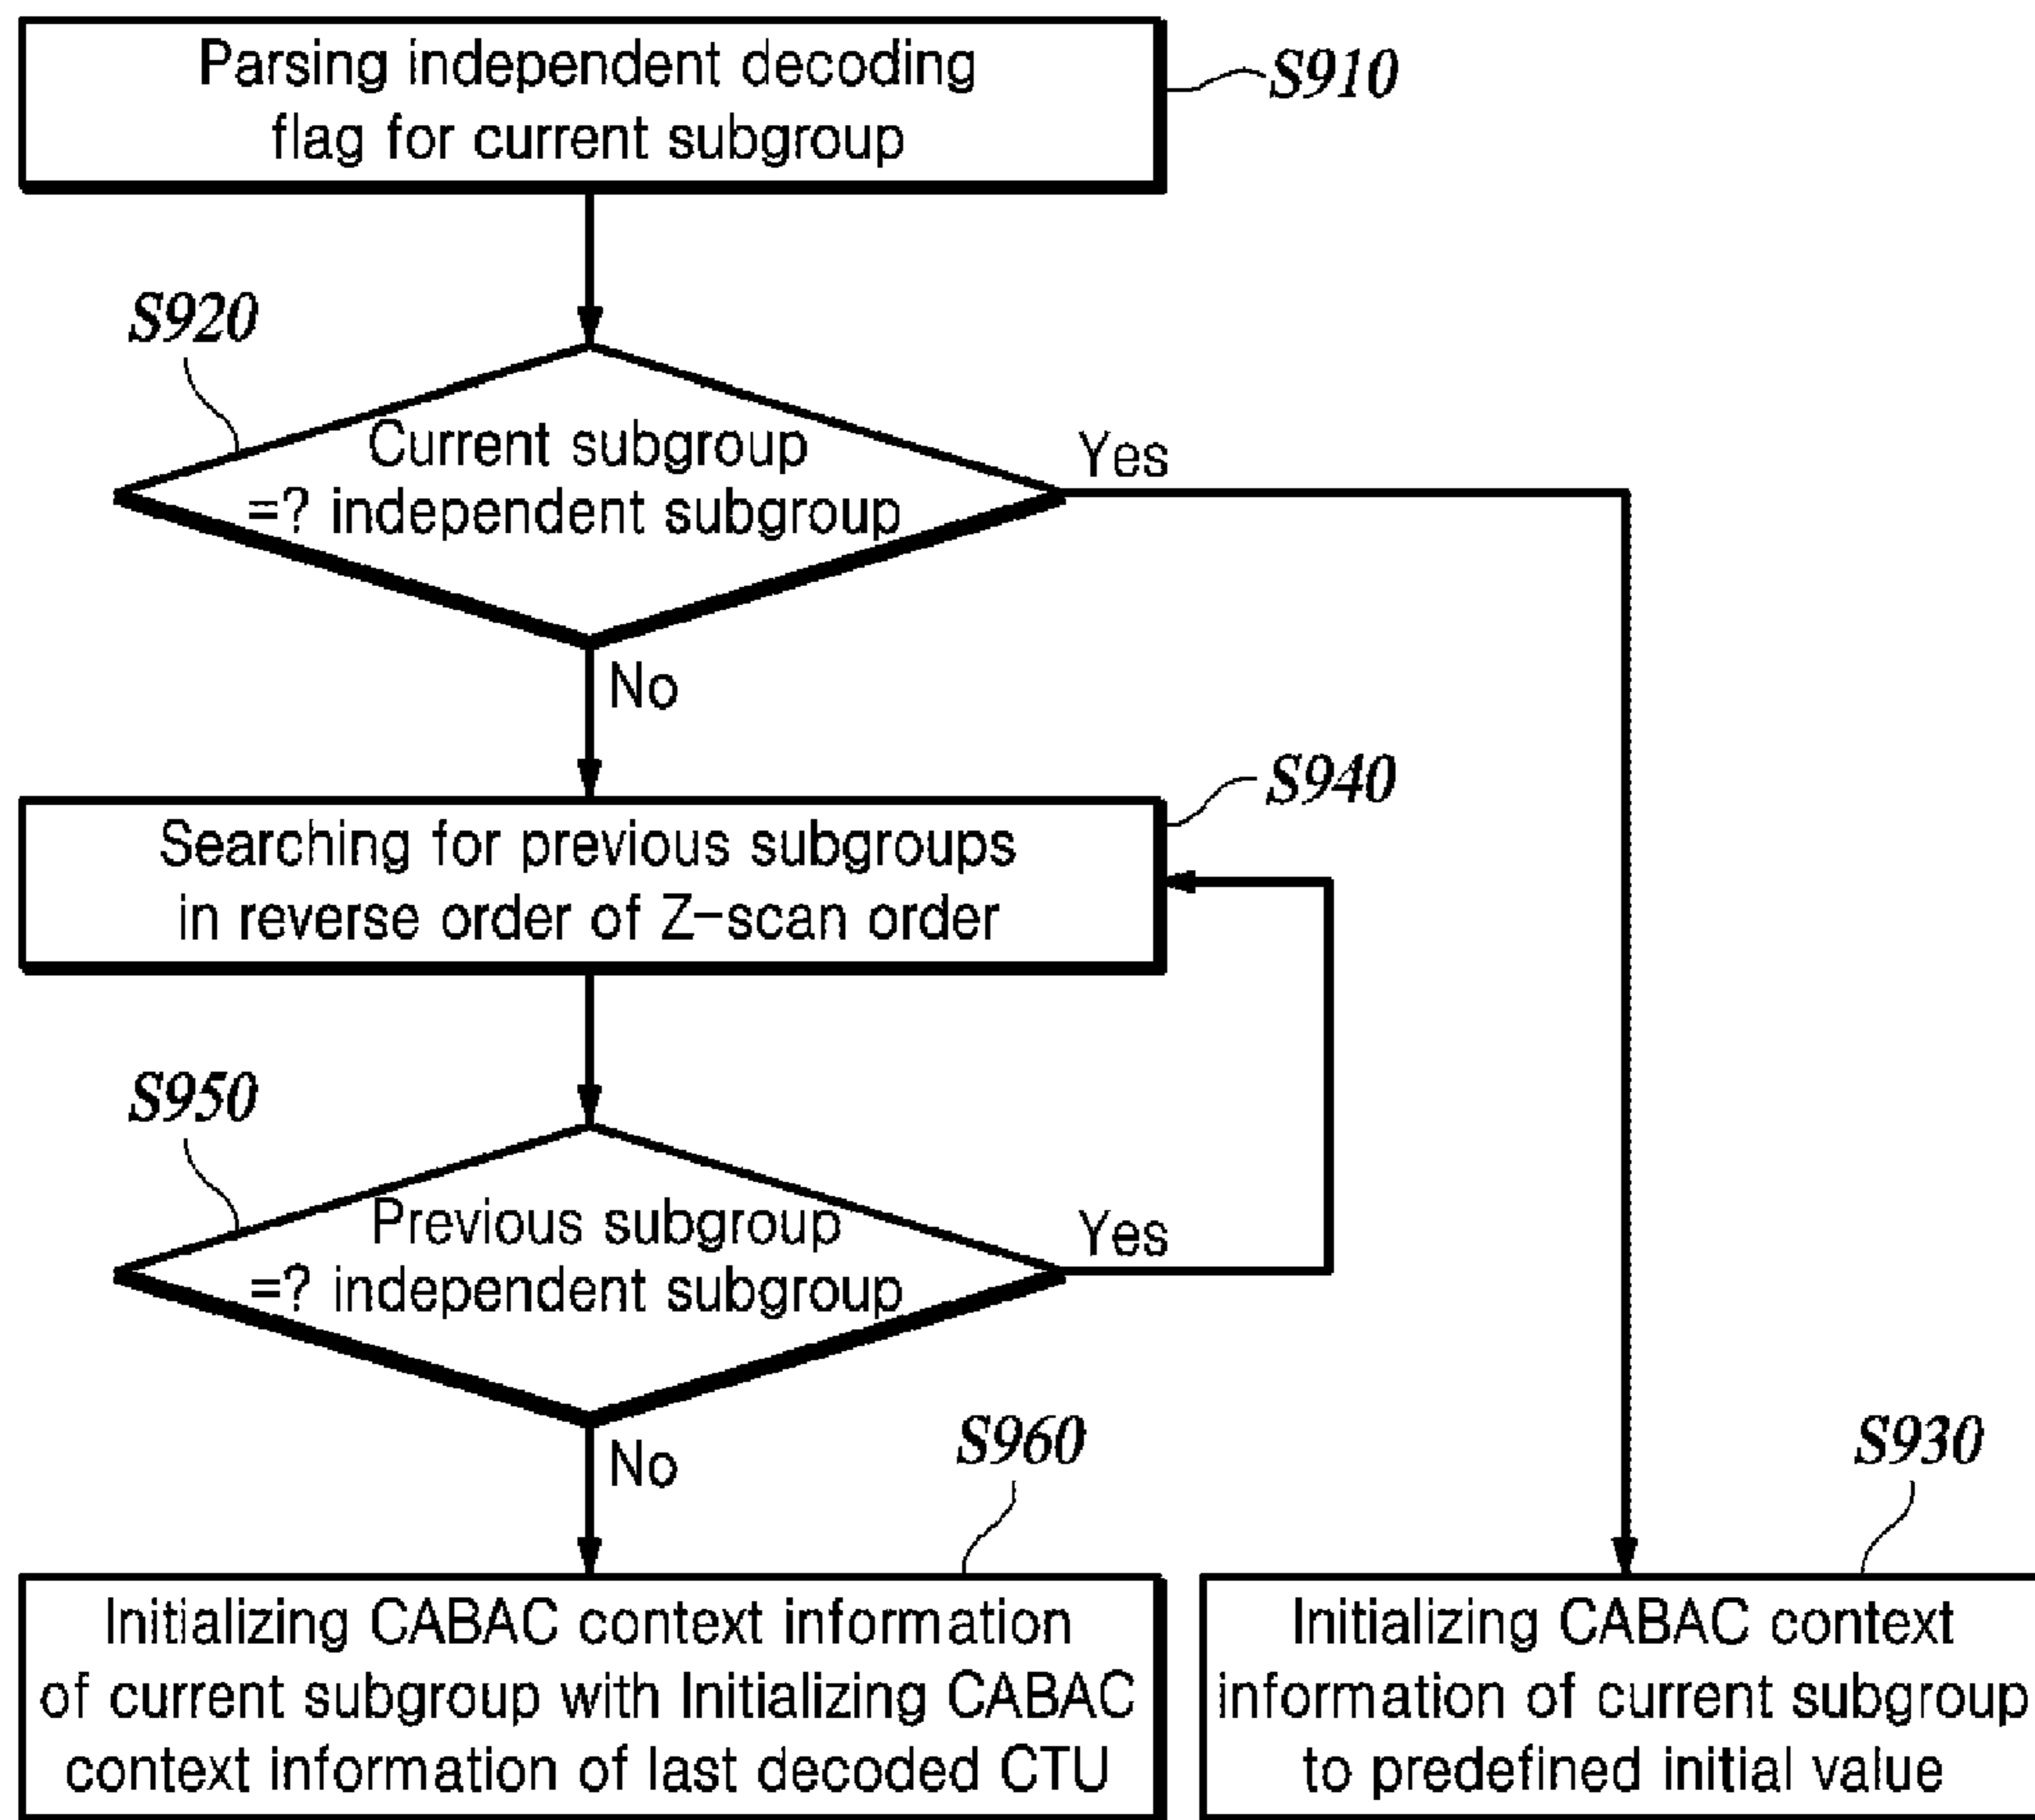 Parsing independent decoding
flag for current subgroup
S910
S920
Current subgroup
=? independent subgroup
Yes
No
S940
Searching for previous subgroups
in reverse order of Z-scan order
S950
Previous subgroup
=? independent subgroup
Yes
No
S960
S930
Initializing CABAC context information
of current subgroup with Initializing CABAC
context information of last decoded CTU
Initializing CABAC context
information of current subgroup
to predefined initial value